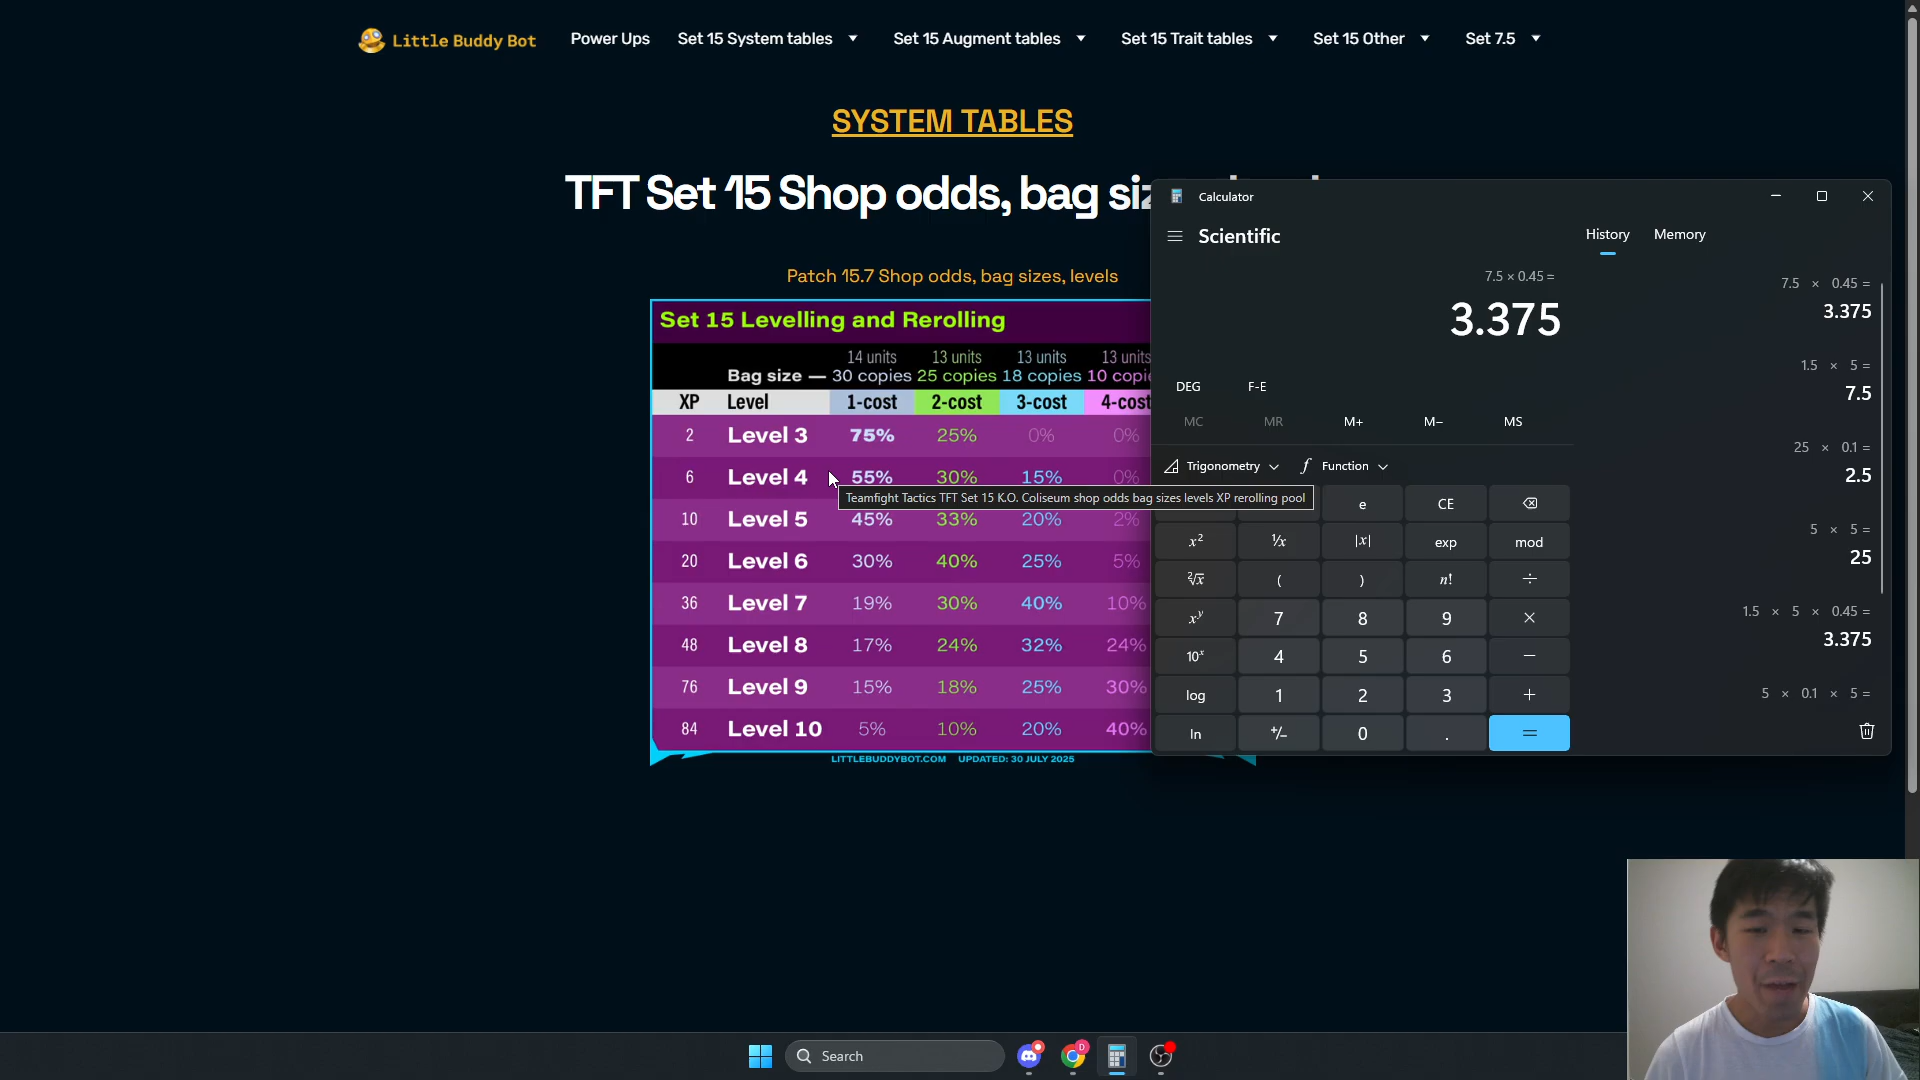 Little Buddy Bot
Power Ups
Set 15 System tables
Set 15 Augment tables
Set 15 Trait tables
Set 15 Other
Set 7.5
SYSTEM TABLES
TFT Set 15 Shop odds, bag siz
Patch 15.7 Shop odds, bag sizes, levels
Set 15 Levelling and Rerolling
14 units 13 units 13 units 13 units
Bag size — 30 copies 25 copies 18 copies 10 copi
XP Level 1-cost 2-cost 3-cost 4-cost
2 Level 3 75% 25% 0% 0%
6 Level 4 55% 30% 15% 0%
Teamfight Tactics TFT Set 15 K.O. Coliseum shop odds bag sizes levels XP rerolling pool
10 Level 5 45% 33% 20% 2%
20 Level 6 30% 40% 25% 5%
36 Level 7 19% 30% 40% 10%
48 Level 8 17% 24% 32% 24%
76 Level 9 15% 18% 25% 30%
84 Level 10 5% 10% 20% 40%
LITTLEBUDDYBOT.COM UPDATED: 30 JULY 2025
Calculator
Scientific
7.5 × 0.45 =
3.375
DEG F-E
MC MR M+ M− MS
Trigonometry Function
e CE
x² ¹/x |x| exp mod
²√x ( ) n! ÷
xʸ 7 8 9 ×
10ˣ 4 5 6 −
log 1 2 3 +
ln +/− 0 . =
History Memory
7.5 × 0.45 =
3.375
1.5 × 5 =
7.5
25 × 0.1 =
2.5
5 × 5 =
25
1.5 × 5 × 0.45 =
3.375
5 × 0.1 × 5 =
Search
D